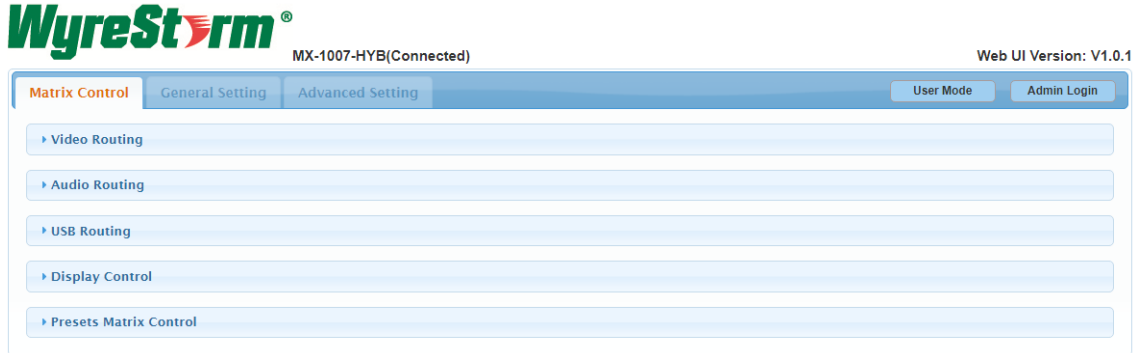 WyreStorm®
MX-1007-HYB(Connected)
Web UI Version: V1.0.1
Matrix Control
General Setting
Advanced Setting
User Mode
Admin Login
Video Routing
Audio Routing
USB Routing
Display Control
Presets Matrix Control